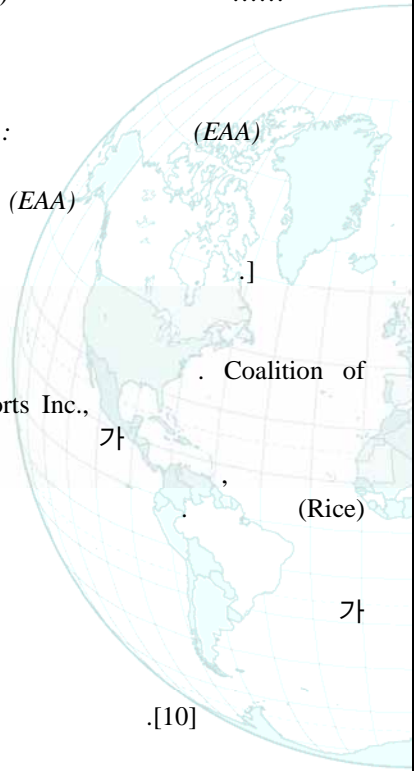 ) ......
: (EAA)
(EAA)
.]
. Coalition of
orts Inc.,
가
,
. (Rice)
가
.[10]